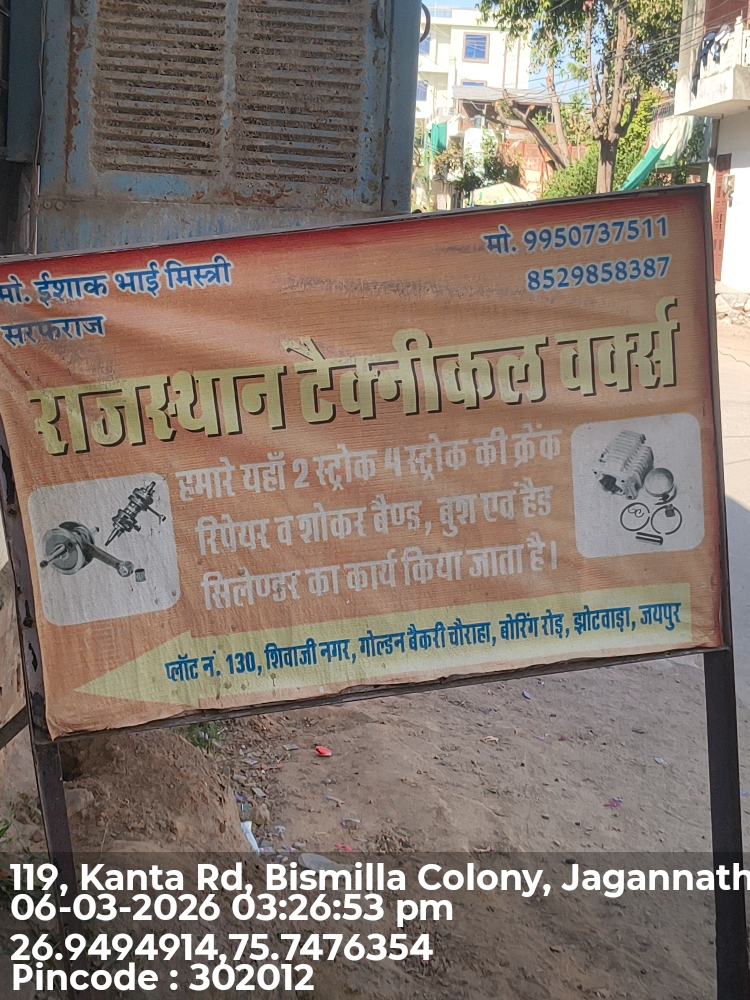 मो. ईशाक भाई मिस्त्री
सरफराज
मो. 9950737511
8529858387
राजस्थान टैक्नीकल वर्क्स
हमारे यहाँ 2 स्ट्रोक 4 स्ट्रोक की क्रेंक
रिपेयर व शोकर बैण्ड, बुश एवं हैड
सिलेण्डर का कार्य किया जाता है।
प्लॉट नं. 130, शिवाजी नगर, गोल्डन बैकरी चौराहा, बोरिंग रोड़, झोटवाड़ा, जयपुर
119, Kanta Rd, Bismilla Colony, Jagannath
06-03-2026 03:26:53 pm
26.9494914,75.7476354
Pincode : 302012